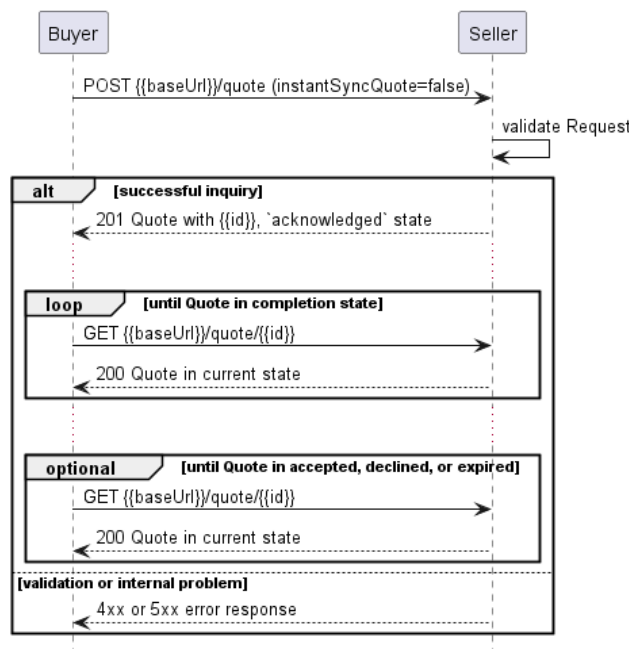 Buyer
Seller
POST {{baseUrl}}/quote (instantSyncQuote=false)
validate Request
alt
[successful inquiry]
201 Quote with {{id}}, `acknowledged` state
loop
[until Quote in completion state]
GET {{baseUrl}}/quote/{{id}}
200 Quote in current state
optional
[until Quote in accepted, declined, or expired]
GET {{baseUrl}}/quote/{{id}}
200 Quote in current state
[validation or internal problem]
4xx or 5xx error response